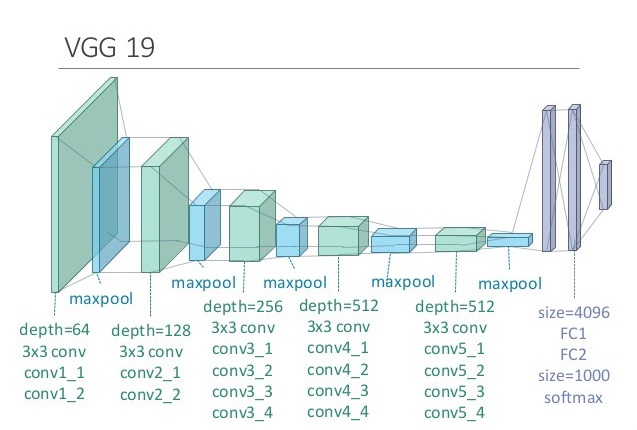 VGG 19
maxpool
maxpool
maxpool
maxpool
maxpool
depth=64
3x3 conv
conv1_1
conv1_2
depth=128
3x3 conv
conv2_1
conv2_2
depth=256
3x3 conv
conv3_1
conv3_2
conv3_3
conv3_4
depth=512
3x3 conv
conv4_1
conv4_2
conv4_3
conv4_4
depth=512
3x3 conv
conv5_1
conv5_2
conv5_3
conv5_4
size=4096
FC1
FC2
size=1000
softmax